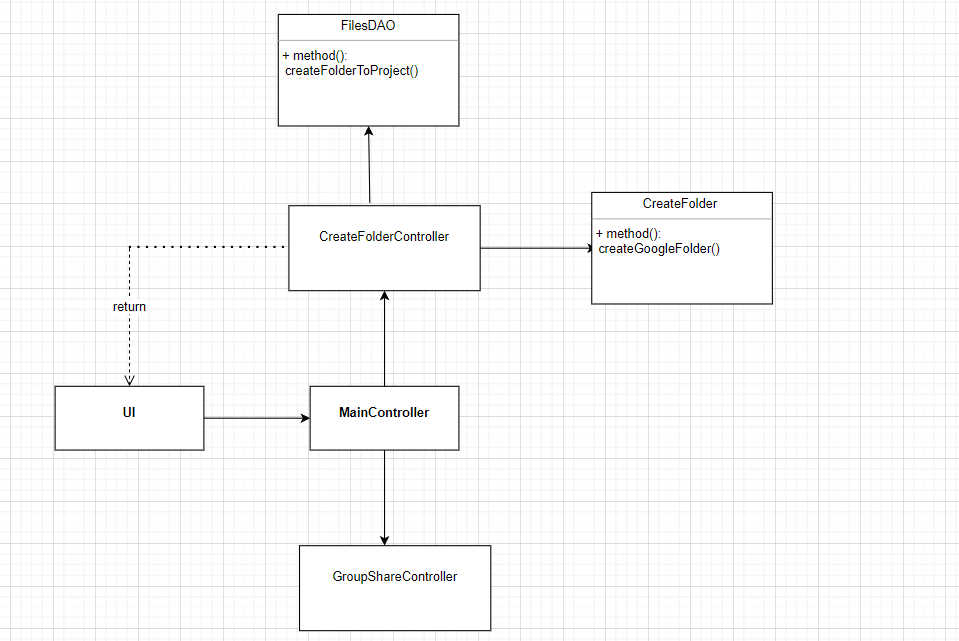 FilesDAO
+ method():
createFolderToProject()
CreateFolder
+ method():
createGoogleFolder()
CreateFolderController
return
UI
MainController
GroupShareController